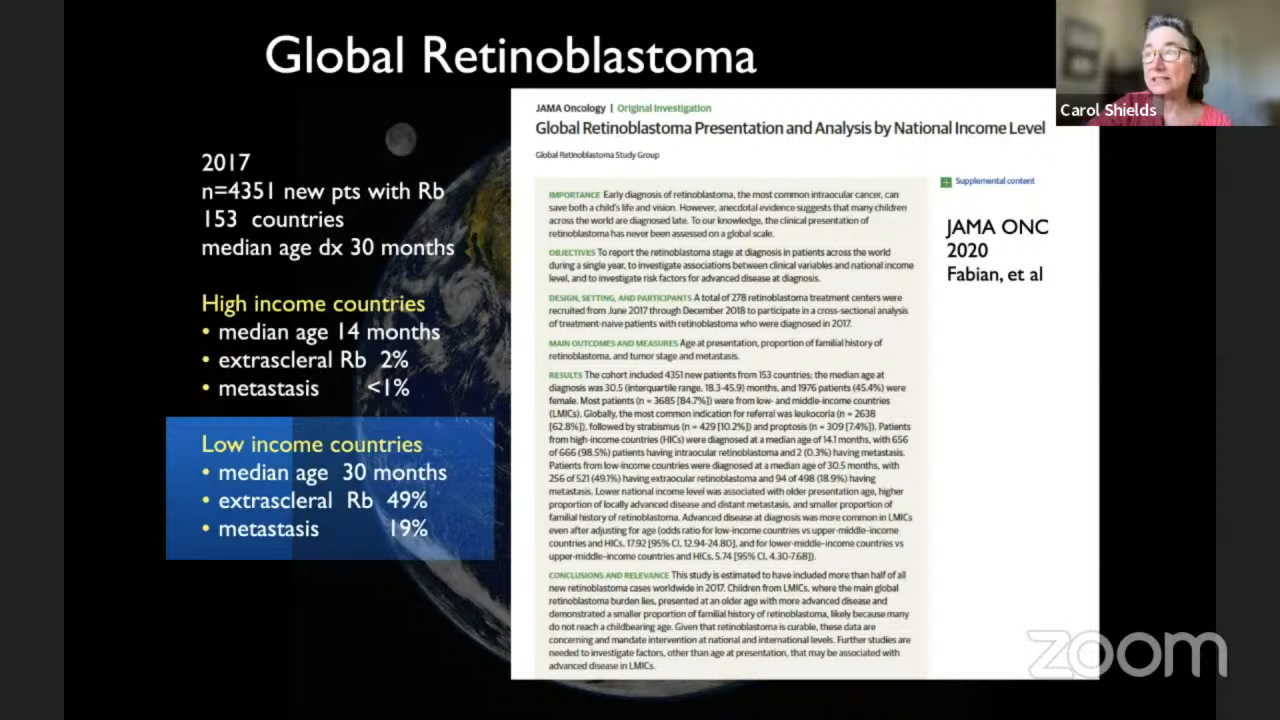 Global Retinoblastoma
Carol Shields
2017
n=4351 new pts with Rb
153 countries
median age dx 30 months
High income countries
• median age 14 months
• extrascleral Rb 2%
• metastasis <1%
Low income countries
• median age 30 months
• extrascleral Rb 49%
• metastasis 19%
JAMA Oncology | Original Investigation
Global Retinoblastoma Presentation and Analysis by National Income Level
Global Retinoblastoma Study Group
IMPORTANCE Early diagnosis of retinoblastoma, the most common intraocular cancer, can
save both a child's life and vision. However, anecdotal evidence suggests that many children
across the world are diagnosed late. To our knowledge, the clinical presentation of
retinoblastoma has never been assessed on a global scale.
OBJECTIVES To report the retinoblastoma stage at diagnosis in patients across the world
during a single year, to investigate associations between clinical variables and national income
level, and to investigate risk factors for advanced disease at diagnosis.
DESIGN, SETTING, AND PARTICIPANTS A total of 278 retinoblastoma treatment centers were
recruited from June 2017 through December 2018 to participate in a cross-sectional analysis
of treatment-naive patients with retinoblastoma who were diagnosed in 2017.
MAIN OUTCOMES AND MEASURES Age at presentation, proportion of familial history of
retinoblastoma, and tumor stage and metastasis.
RESULTS The cohort included 4351 new patients from 153 countries; the median age at
diagnosis was 30.5 (interquartile range, 18.3-45.9) months, and 1976 patients (45.4%) were
female. Most patients (n = 3685 [84.7%]) were from low- and middle-income countries
(LMICs). Globally, the most common indication for referral was leukocoria (n = 2638
[62.8%]), followed by strabismus (n = 429 [10.2%]) and proptosis (n = 309 [7.4%]). Patients
from high-income countries (HICs) were diagnosed at a median age of 14.1 months, with 656
of 666 (98.5%) patients having intraocular retinoblastoma and 2 (0.3%) having metastasis.
Patients from low-income countries were diagnosed at a median age of 30.5 months, with
256 of 521 (49.1%) having extraocular retinoblastoma and 94 of 498 (18.9%) having
metastasis. Lower national income level was associated with older presentation age, higher
proportion of locally advanced disease and distant metastasis, and smaller proportion of
familial history of retinoblastoma. Advanced disease at diagnosis was more common in LMICs
even after adjusting for age (odds ratio for low-income countries vs upper-middle-income
countries and HICs, 17.92 [95% CI, 12.94-24.80], and for lower-middle-income countries vs
upper-middle-income countries and HICs, 5.74 [95% CI, 4.30-7.68]).
CONCLUSIONS AND RELEVANCE This study is estimated to have included more than half of all
new retinoblastoma cases worldwide in 2017. Children from LMICs, where the main global
retinoblastoma burden lies, presented at an older age with more advanced disease and
demonstrated a smaller proportion of familial history of retinoblastoma, likely because many
do not reach a childbearing age. Given that retinoblastoma is curable, these data are
concerning and mandate intervention at national and international levels. Further studies are
needed to investigate factors, other than age at presentation, that may be associated with
advanced disease in LMICs.
Supplemental content
JAMA ONC
2020
Fabian, et al
zoom